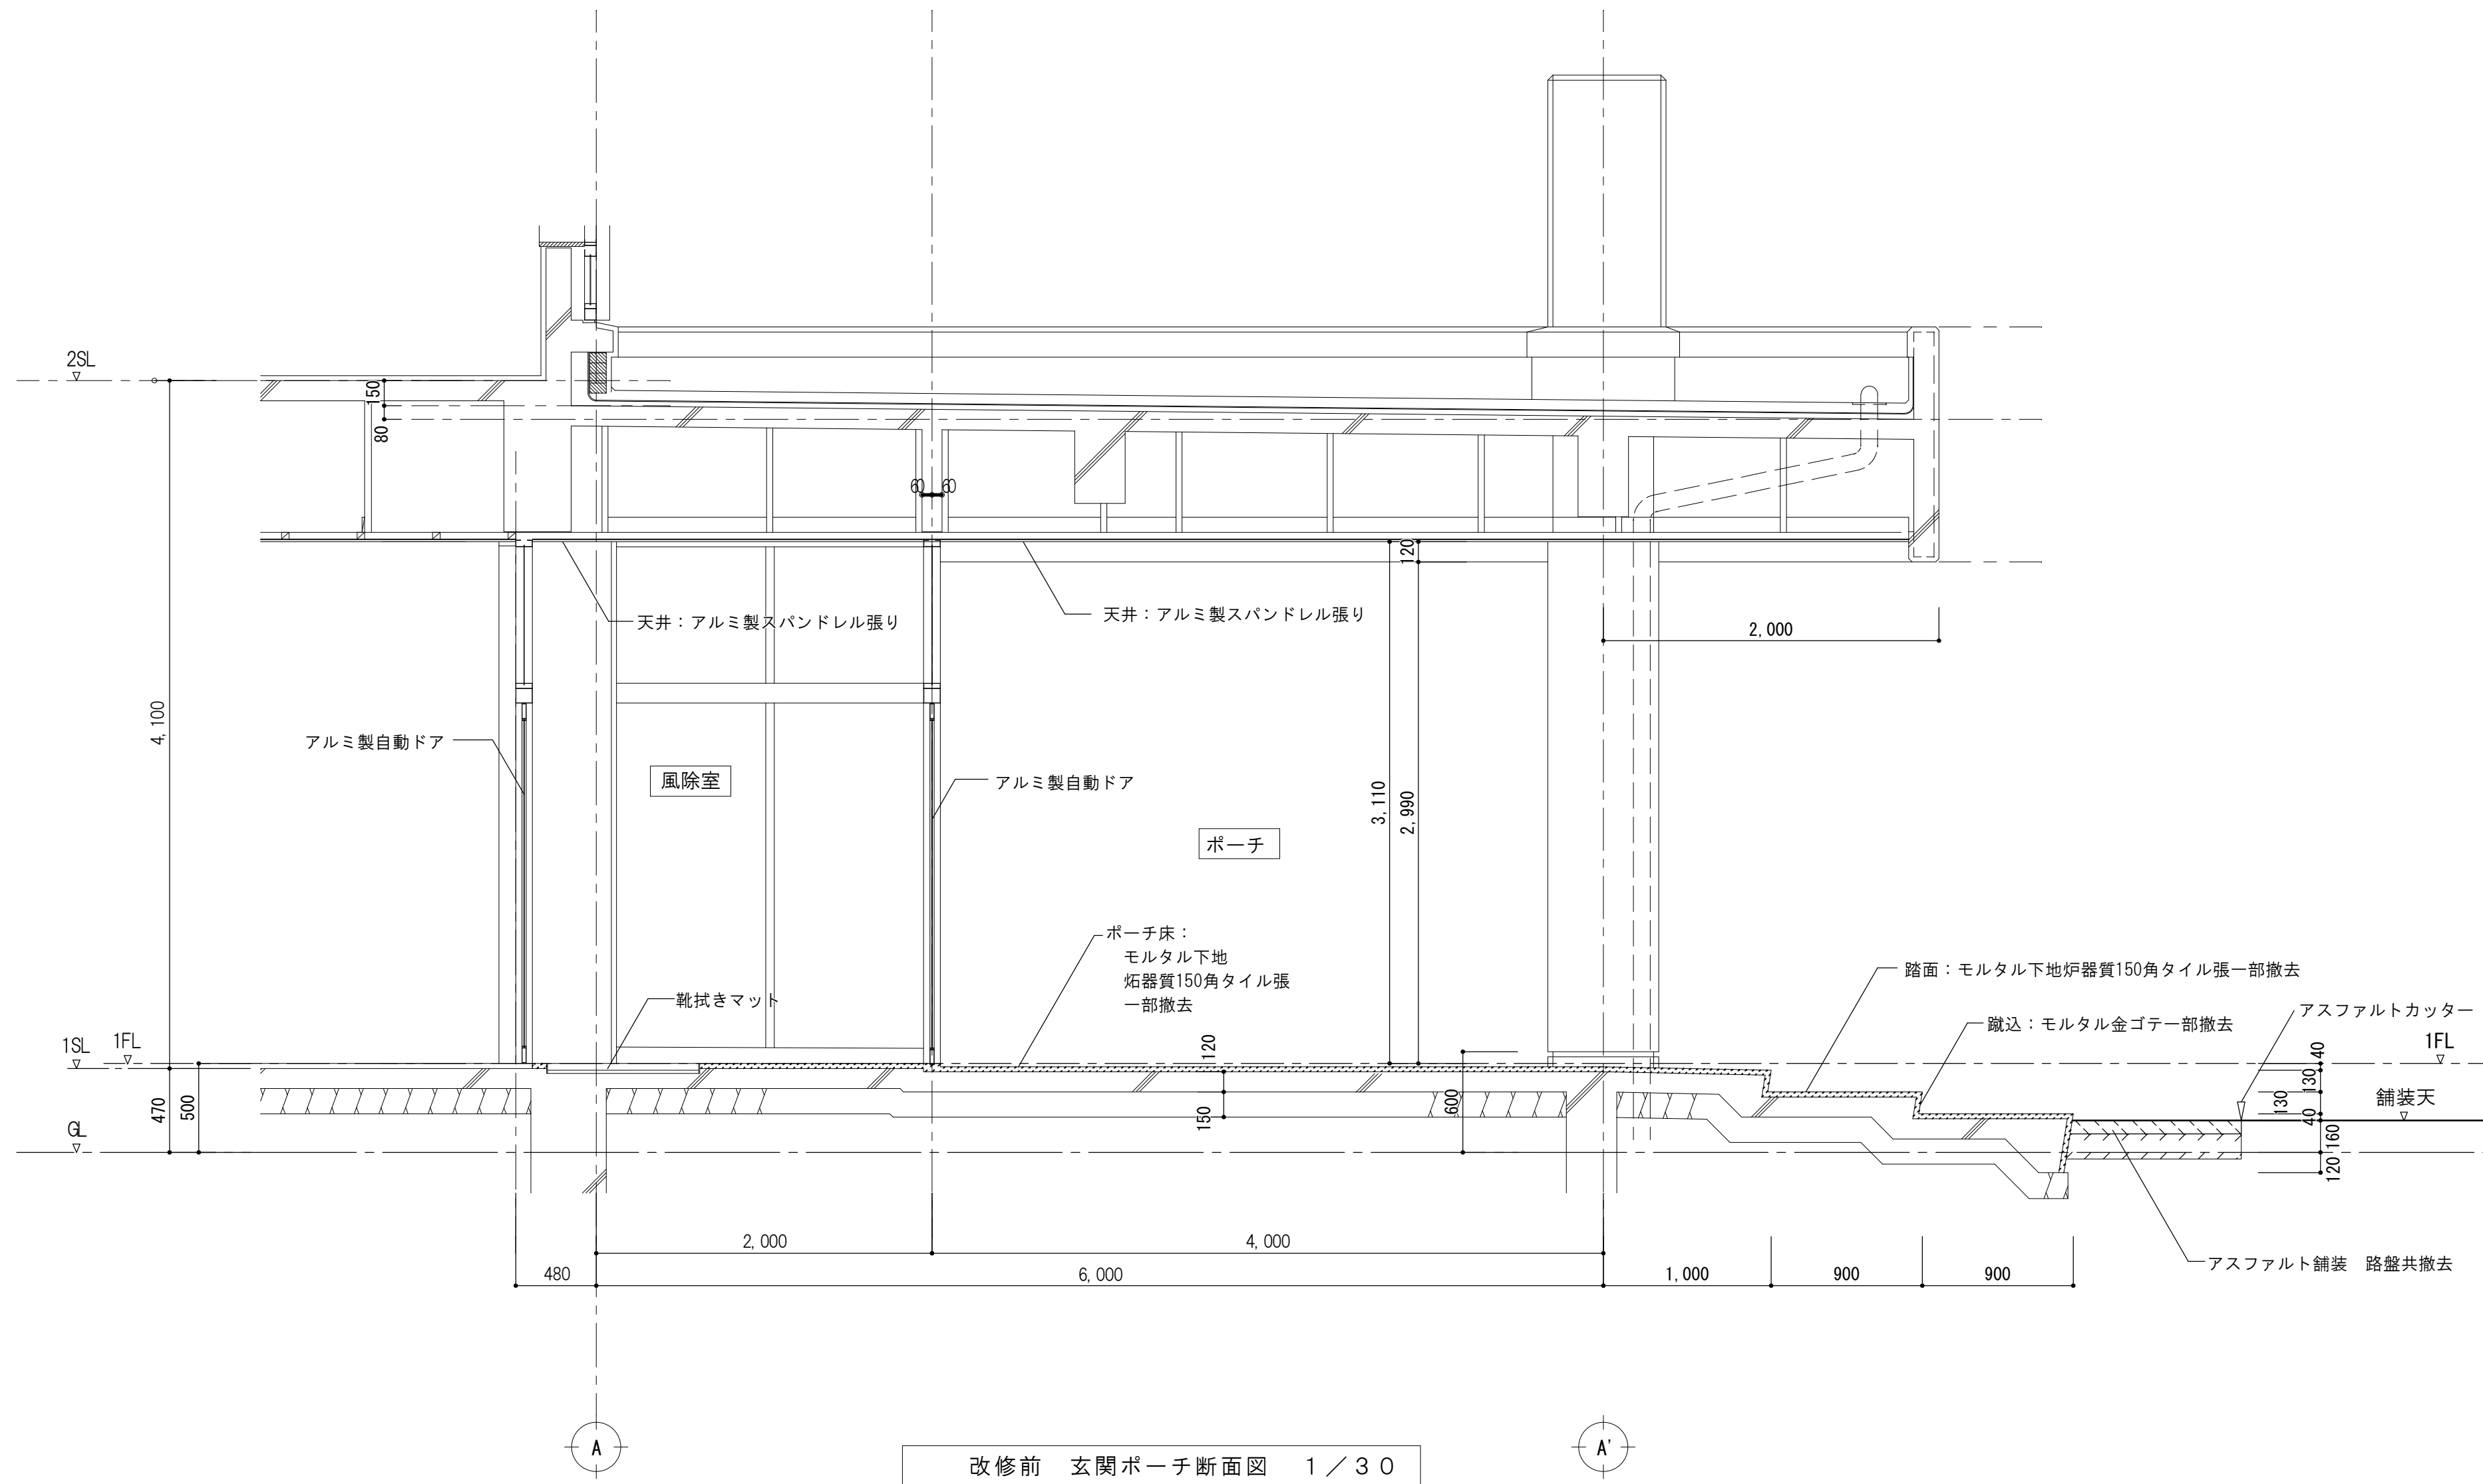 2SL
150
80
60
60
120
天井：アルミ製スパンドレル張り
天井：アルミ製スパンドレル張り
2,000
4,100
アルミ製自動ドア
風除室
アルミ製自動ドア
3,110
2,990
ポーチ
ポーチ床：
モルタル下地
炻器質150角タイル張
一部撤去
踏面：モルタル下地炉器質150角タイル張一部撤去
靴拭きマット
アスファルトカッター
蹴込：モルタル金ゴテ一部撤去
1SL
1FL
120
1FL
40
130
130
舗装天
40
470
500
600
150
160
GL
120
2,000
4,000
480
6,000
1,000
900
900
アスファルト舗装　路盤共撤去
A
A'
改修前　玄関ポーチ断面図　１／３０